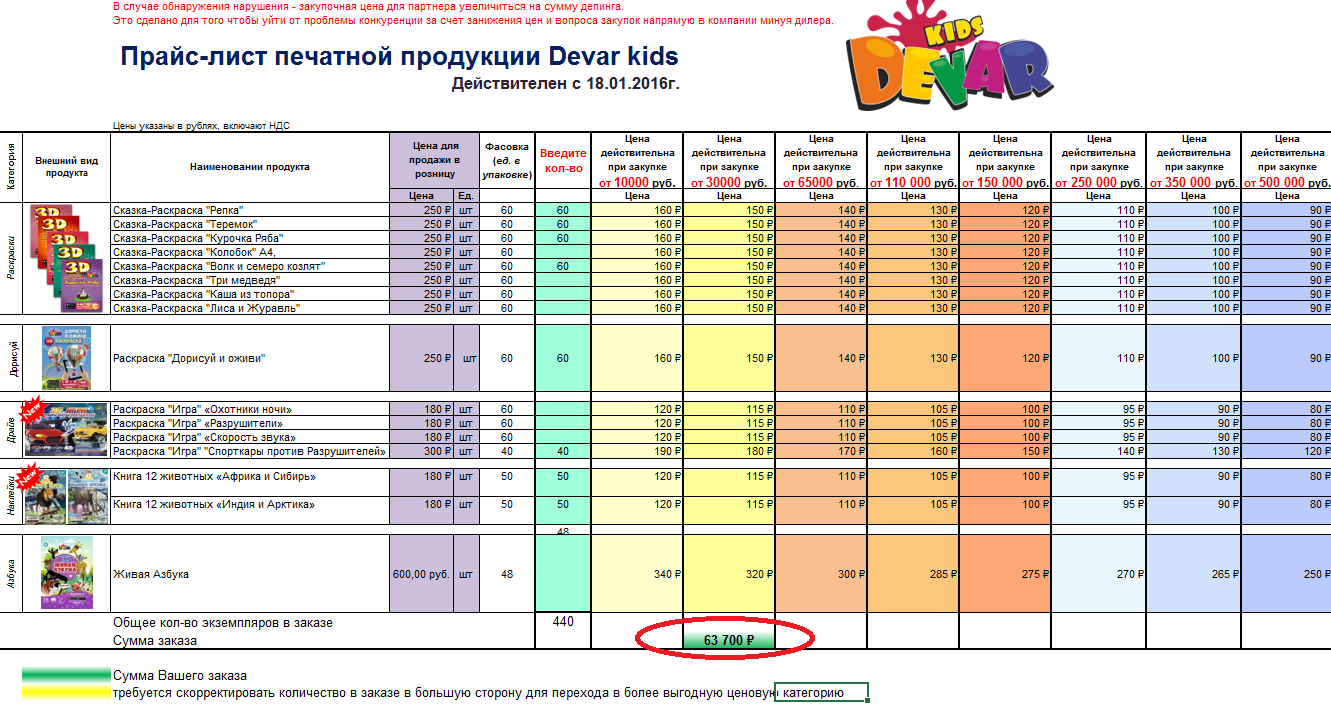 В случае обнаружения нарушения - закупочная цена для партнера увеличиться на сумму депинга.
Это сделано для того чтобы уйти от проблемы конкуренции за счет занижения цен и вопроса закупок напрямую в компании минуя дилера.
KIDS
DEVAR
Прайс-лист печатной продукции Devar kids
Действителен с 18.01.2016г.
Цены указаны в рублях, включают НДС
Категория Внешний вид продукта Наименовании продукта Цена для продажи в розницу Фасовка (ед. в упаковке) Введите кол-во Цена действительна при закупке от 10000 руб. Цена действительна при закупке от 30000 руб. Цена действительна при закупке от 65000 руб. Цена действительна при закупке от 110 000 руб. Цена действительна при закупке от 150 000 руб. Цена действительна при закупке от 250 000 руб. Цена действительна при закупке от 350 000 руб. Цена действительна при закупке от 500 000 руб.
Цена Ед. Цена Цена Цена Цена Цена Цена Цена Цена
Раскраски
3D
3D
3D
3D
3D
Сказка-Раскраска "Репка" 250 ₽ шт 60 60 160 ₽ 150 ₽ 140 ₽ 130 ₽ 120 ₽ 110 ₽ 100 ₽ 90 ₽
Сказка-Раскраска "Теремок" 250 ₽ шт 60 60 160 ₽ 150 ₽ 140 ₽ 130 ₽ 120 ₽ 110 ₽ 100 ₽ 90 ₽
Сказка-Раскраска "Курочка Ряба" 250 ₽ шт 60 60 160 ₽ 150 ₽ 140 ₽ 130 ₽ 120 ₽ 110 ₽ 100 ₽ 90 ₽
Сказка-Раскраска "Колобок" А4, 250 ₽ шт 60 160 ₽ 150 ₽ 140 ₽ 130 ₽ 120 ₽ 110 ₽ 100 ₽ 90 ₽
Сказка-Раскраска "Волк и семеро козлят" 250 ₽ шт 60 60 160 ₽ 150 ₽ 140 ₽ 130 ₽ 120 ₽ 110 ₽ 100 ₽ 90 ₽
Сказка-Раскраска "Три медведя" 250 ₽ шт 60 160 ₽ 150 ₽ 140 ₽ 130 ₽ 120 ₽ 110 ₽ 100 ₽ 90 ₽
Сказка-Раскраска "Каша из топора" 250 ₽ шт 60 160 ₽ 150 ₽ 140 ₽ 130 ₽ 120 ₽ 110 ₽ 100 ₽ 90 ₽
Сказка-Раскраска "Лиса и Журавль" 250 ₽ шт 60 160 ₽ 150 ₽ 140 ₽ 130 ₽ 120 ₽ 110 ₽ 100 ₽ 90 ₽
Дорисуй
Раскраска "Дорисуй и оживи" 250 ₽ шт 60 60 160 ₽ 150 ₽ 140 ₽ 130 ₽ 120 ₽ 110 ₽ 100 ₽ 90 ₽
Драйв
New
Раскраска "Игра" «Охотники ночи» 180 ₽ шт 60 120 ₽ 115 ₽ 110 ₽ 105 ₽ 100 ₽ 95 ₽ 90 ₽ 80 ₽
Раскраска "Игра" «Разрушители» 180 ₽ шт 60 120 ₽ 115 ₽ 110 ₽ 105 ₽ 100 ₽ 95 ₽ 90 ₽ 80 ₽
Раскраска "Игра" «Скорость звука» 180 ₽ шт 60 120 ₽ 115 ₽ 110 ₽ 105 ₽ 100 ₽ 95 ₽ 90 ₽ 80 ₽
Раскраска "Игра" "Спорткары против Разрушителей» 300 ₽ шт 40 40 190 ₽ 180 ₽ 170 ₽ 160 ₽ 150 ₽ 140 ₽ 130 ₽ 120 ₽
Наклейки
New
Книга 12 животных «Африка и Сибирь» 180 ₽ шт 50 50 120 ₽ 115 ₽ 110 ₽ 105 ₽ 100 ₽ 95 ₽ 90 ₽ 80 ₽
Книга 12 животных «Индия и Арктика» 180 ₽ шт 50 50 120 ₽ 115 ₽ 110 ₽ 105 ₽ 100 ₽ 95 ₽ 90 ₽ 80 ₽
48
Азбука
Живая Азбука 600,00 руб. шт 48 340 ₽ 320 ₽ 300 ₽ 285 ₽ 275 ₽ 270 ₽ 265 ₽ 250 ₽
Общее кол-во экземпляров в заказе 440
Сумма заказа 63 700 ₽
Сумма Вашего заказа
требуется скорректировать количество в заказе в большую сторону для перехода в более выгодную ценовую категорию